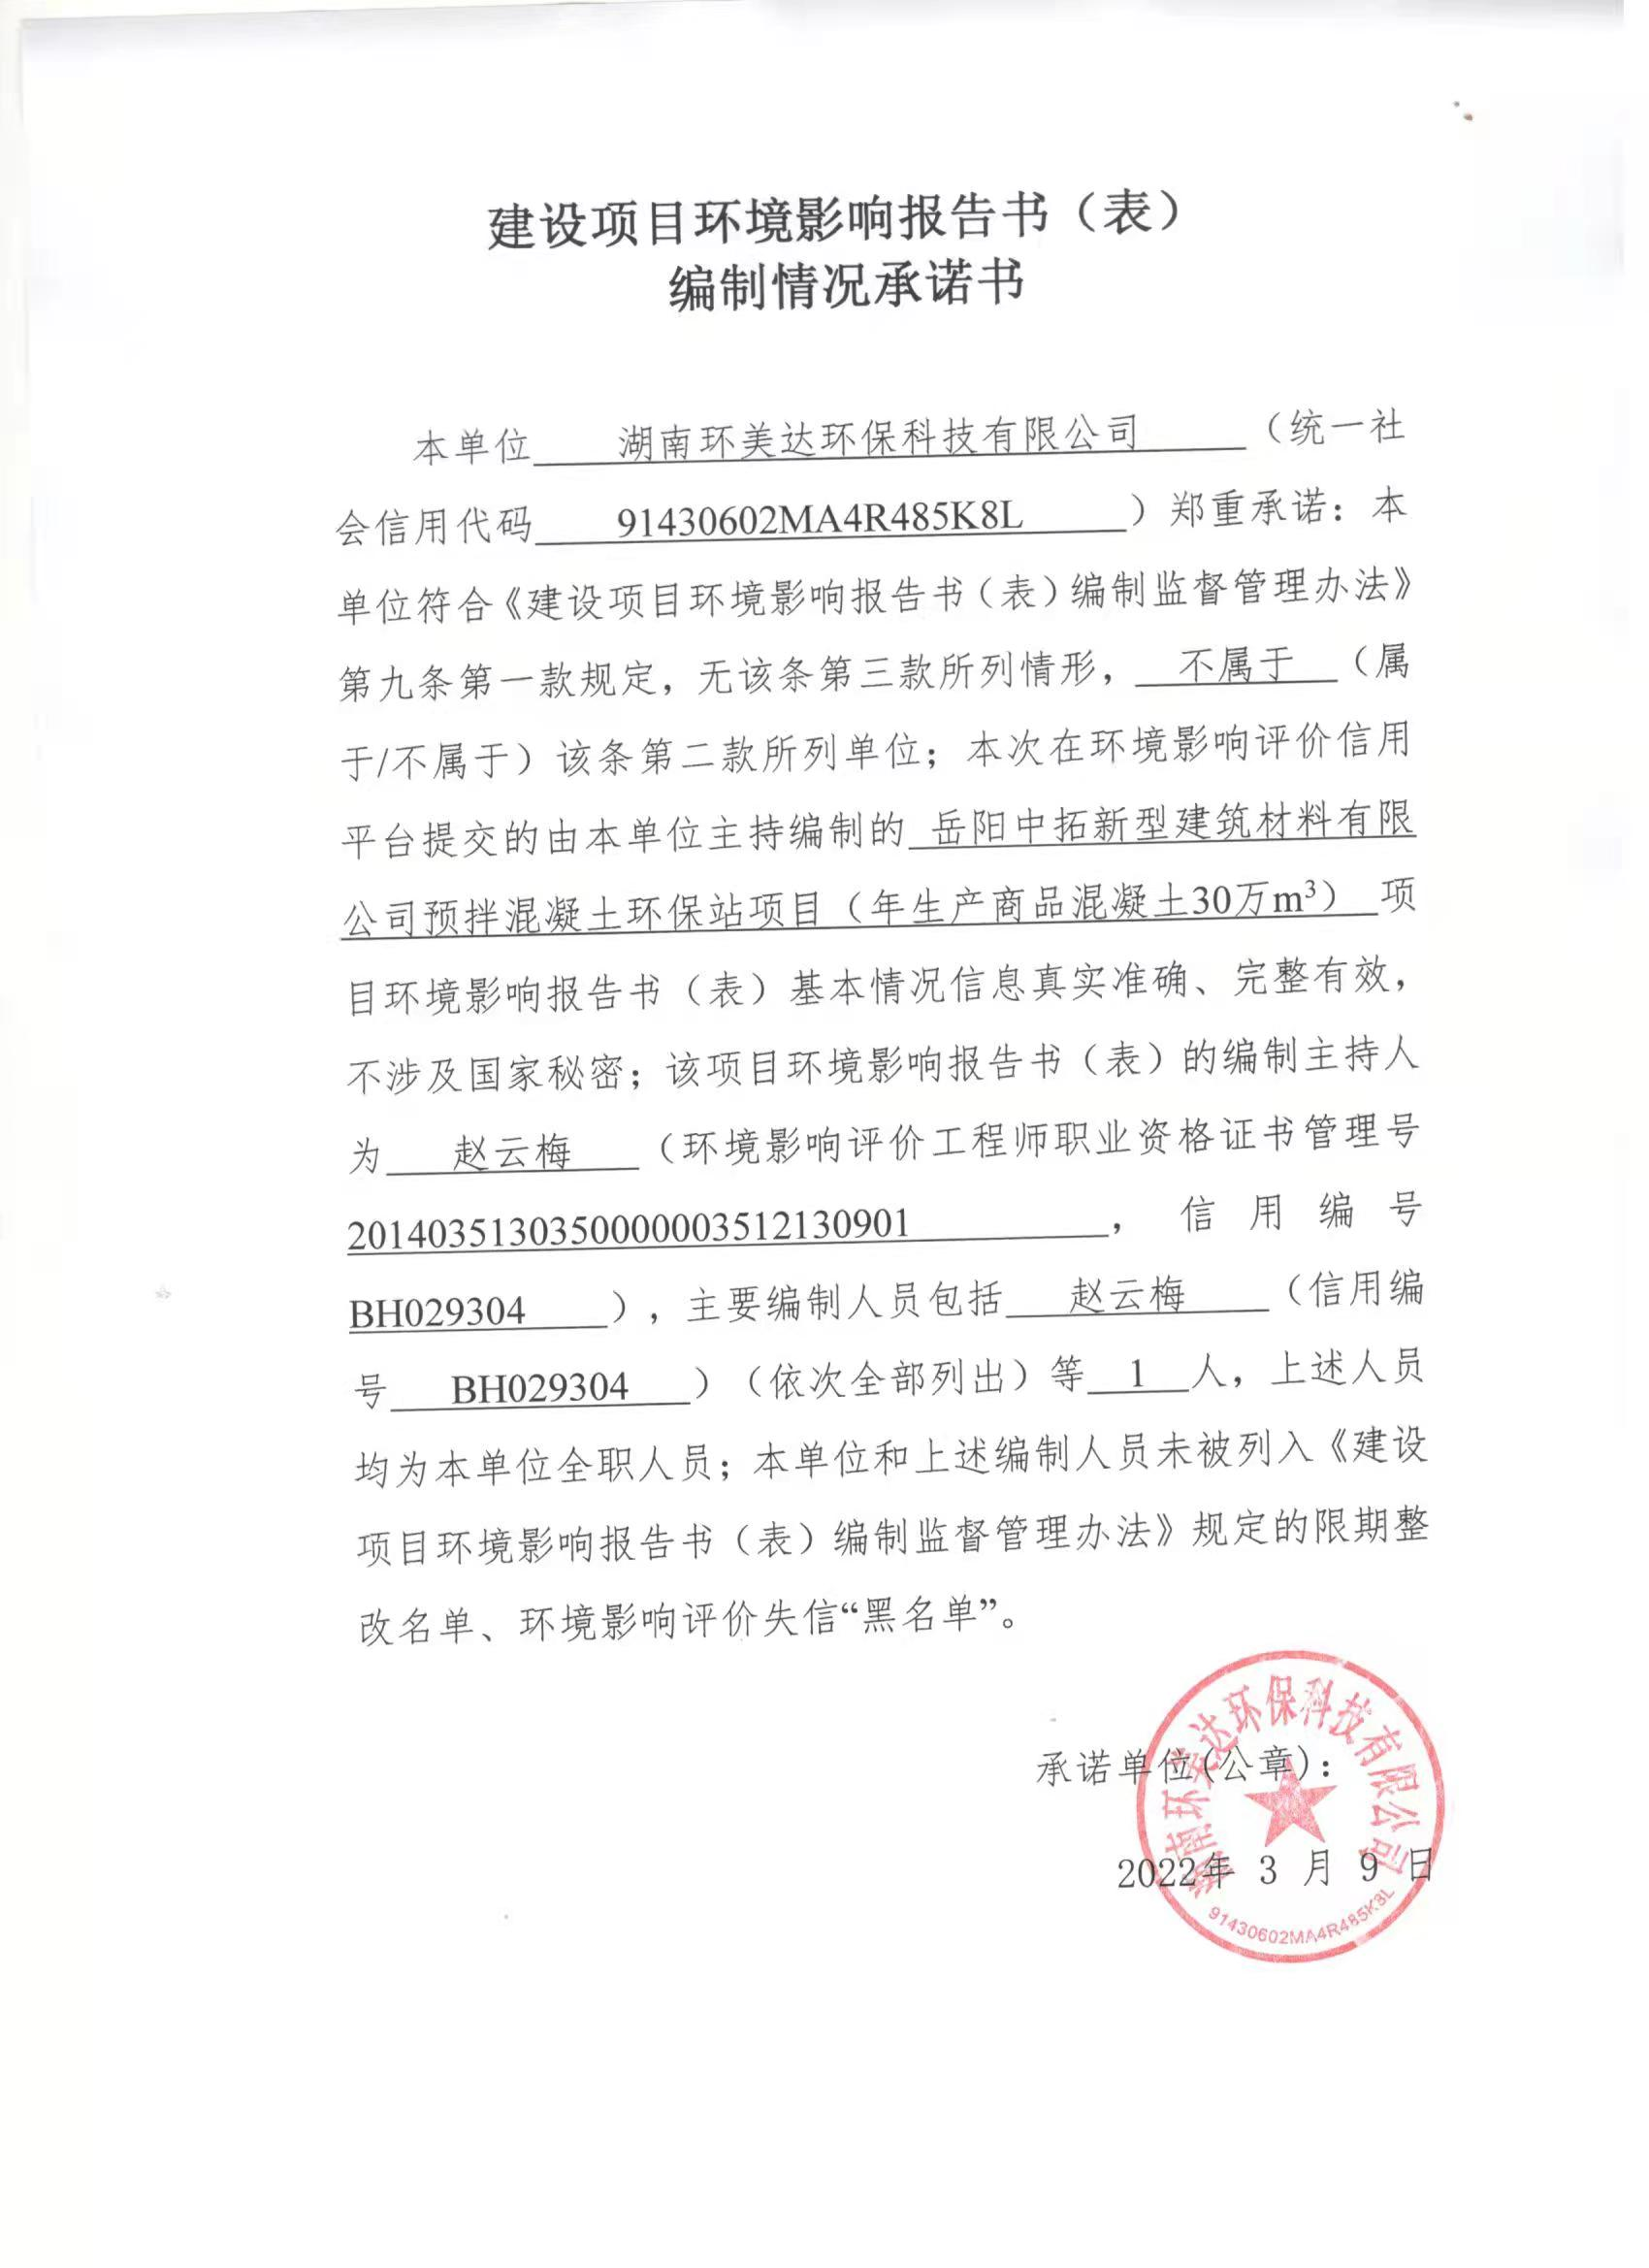 建设项目环境影响报告书（表）
编制情况承诺书
本单位 湖南环美达环保科技有限公司 （统一社
会信用代码 91430602MA4R485K8L ）郑重承诺：本
单位符合《建设项目环境影响报告书（表）编制监督管理办法》
第九条第一款规定，无该条第三款所列情形， 不属于 （属
于/不属于）该条第二款所列单位；本次在环境影响评价信用
平台提交的由本单位主持编制的 岳阳中拓新型建筑材料有限
公司预拌混凝土环保站项目（年生产商品混凝土30万m³） 项
目环境影响报告书（表）基本情况信息真实准确、完整有效，
不涉及国家秘密；该项目环境影响报告书（表）的编制主持人
为 赵云梅 （环境影响评价工程师职业资格证书管理号
2014035130350000003512130901 ， 信 用 编 号
BH029304 ），主要编制人员包括 赵云梅 （信用编
号 BH029304 ）（依次全部列出）等 1 人，上述人员
均为本单位全职人员；本单位和上述编制人员未被列入《建设
项目环境影响报告书（表）编制监督管理办法》规定的限期整
改名单、环境影响评价失信“黑名单”。
承诺单位(公章)：
2022年 3 月 9 日
湖南环美达环保科技有限公司
91430602MA4R485K8L